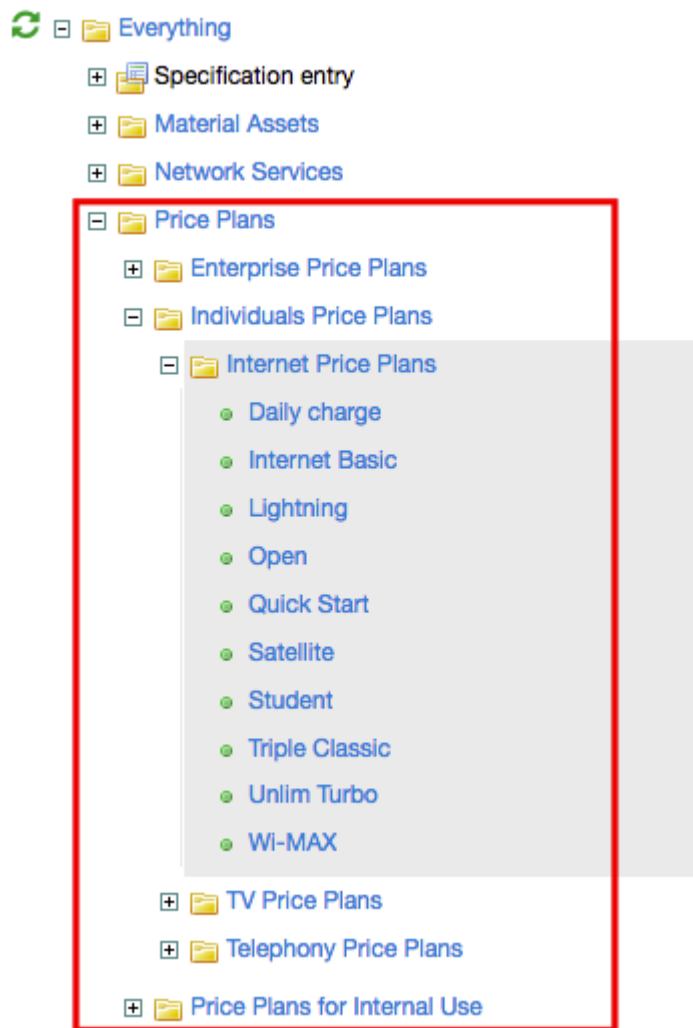 Everything
Specification entry
Material Assets
Network Services
Price Plans
Enterprise Price Plans
Individuals Price Plans
Internet Price Plans
Daily charge
Internet Basic
Lightning
Open
Quick Start
Satellite
Student
Triple Classic
Unlim Turbo
Wi-MAX
TV Price Plans
Telephony Price Plans
Price Plans for Internal Use